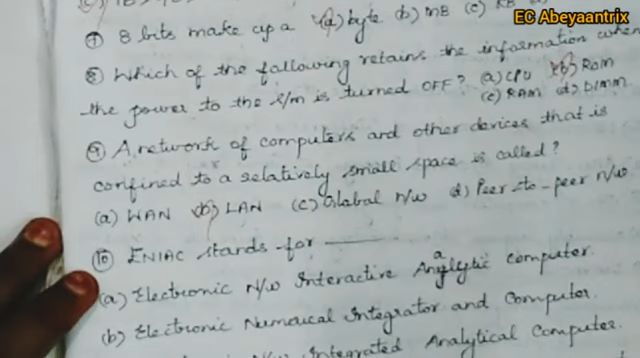 EC Abeyaantrix
⑦ 8 bits make up a (a) byte (b) MB (c) KB
⑧ Which of the following retains the information when
the power to the s/m is turned OFF? (a) CPU (b) ROM
(c) RAM d) DIMM
⑨ A network of computers and other devices that is
confined to a relatively small space is called?
(a) WAN (b) LAN (c) Global n/w d) Peer-to-peer n/w
⑩ ENIAC stands for
(a) Electronic N/w Interactive Analytic computer.
(b) Electronic Numerical Integrator and Computer.
Integrated Analytical Computer.